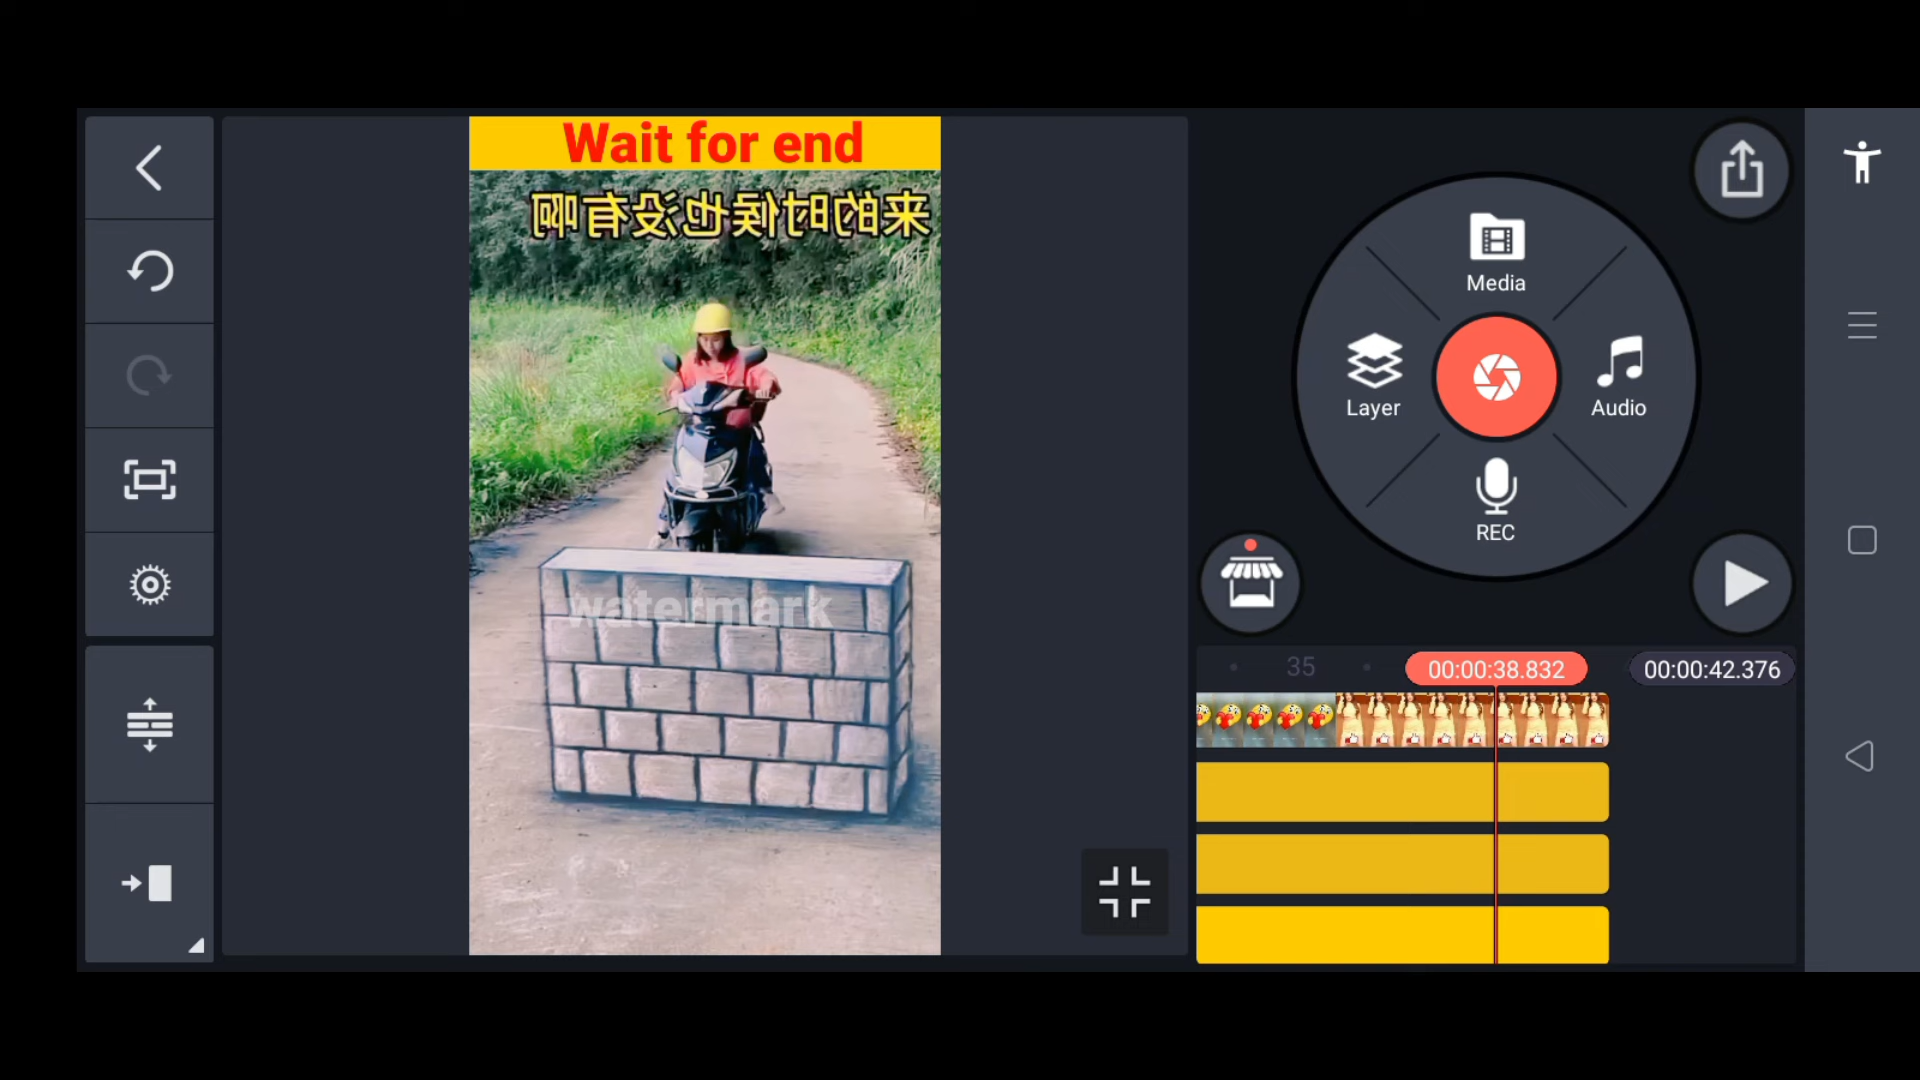 Wait for end
来的时候也没有啊
watermark
Media
Layer
Audio
REC
35
00:00:38.832
00:00:42.376